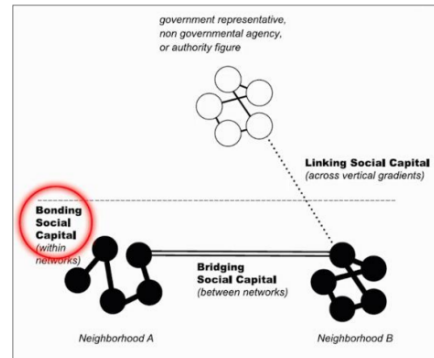 government representative,
non governmental agency,
or authority figure
Linking Social Capital
(across vertical gradients)
Bonding
Social
Capital
(within
networks)
Bridging
Social Capital
(between networks)
Neighborhood A
Neighborhood B